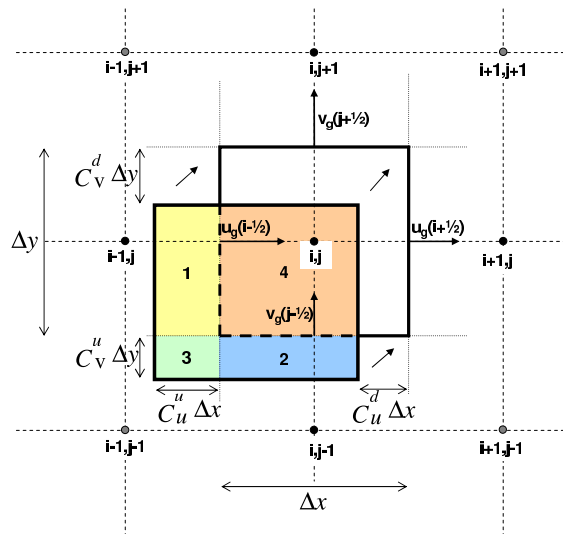 i-1,j+1
i,j+1
i+1,j+1
v_g(j+½)
C_v^d Δy
Δy
u_g(i-½)
u_g(i+½)
i-1,j
1
4
i,j
i+1,j
v_g(j-½)
C_v^u Δy
3
2
C_u^u Δx
C_u^d Δx
i-1,j-1
i,j-1
i+1,j-1
Δx